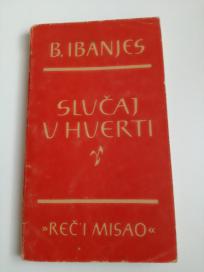 B. IBANJES
SLUČAJ
U HUERTI
»REČ I MISAO«